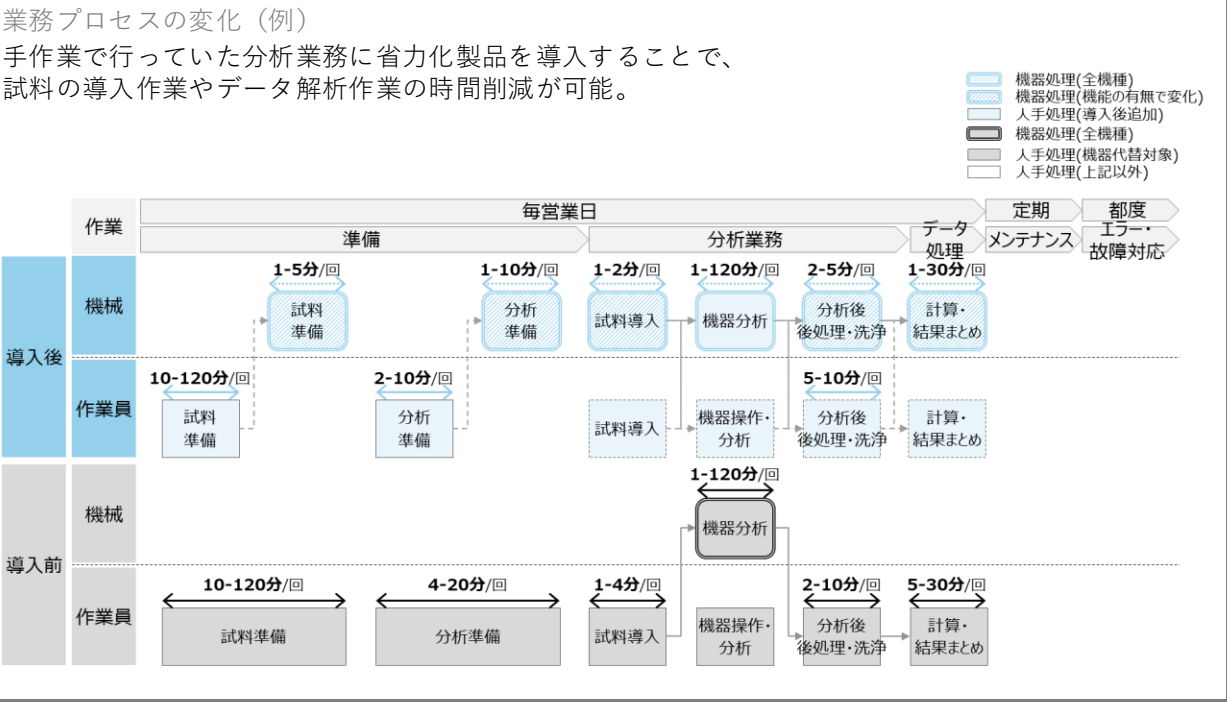 業務プロセスの変化（例）
手作業で行っていた分析業務に省力化製品を導入することで、
試料の導入作業やデータ解析作業の時間削減が可能。
機器処理(全機種)
機器処理(機能の有無で変化)
人手処理(導入後追加)
機器処理(全機種)
人手処理(機器代替対象)
人手処理(上記以外)
作業
毎営業日
定期
都度
準備
分析業務
データ
処理
メンテナンス
エラー・
故障対応
導入後
機械
1-5分/回
1-10分/回
1-2分/回
1-120分/回
2-5分/回
1-30分/回
試料
準備
分析
準備
試料導入
機器分析
分析後
後処理・洗浄
計算・
結果まとめ
作業員
10-120分/回
2-10分/回
5-10分/回
試料
準備
分析
準備
試料導入
機器操作・
分析
分析後
後処理・洗浄
計算・
結果まとめ
導入前
機械
1-120分/回
機器分析
作業員
10-120分/回
4-20分/回
1-4分/回
2-10分/回
5-30分/回
試料準備
分析準備
試料導入
機器操作・
分析
分析後
後処理・洗浄
計算・
結果まとめ